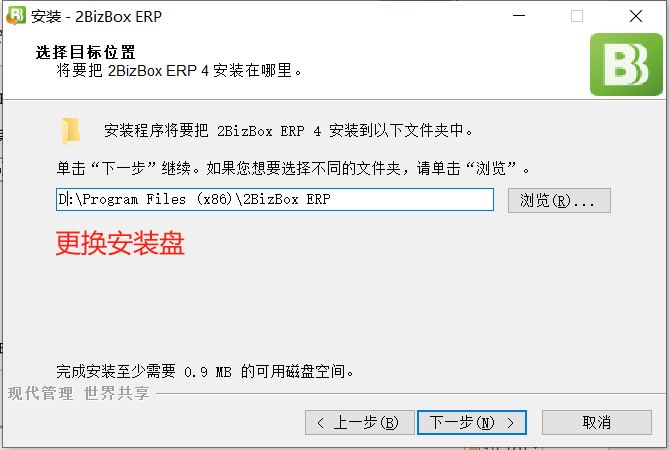 安装 - 2BizBox ERP
选择目标位置
将要把 2BizBox ERP 4 安装在哪里。
安装程序将要把 2BizBox ERP 4 安装到以下文件夹中。
单击“下一步”继续。如果您想要选择不同的文件夹，请单击“浏览”。
D:\Program Files (x86)\2BizBox ERP
浏览(R)...
更换安装盘
完成安装至少需要 0.9 MB 的可用磁盘空间。
现代管理 世界共享
< 上一步(B)
下一步(N) >
取消